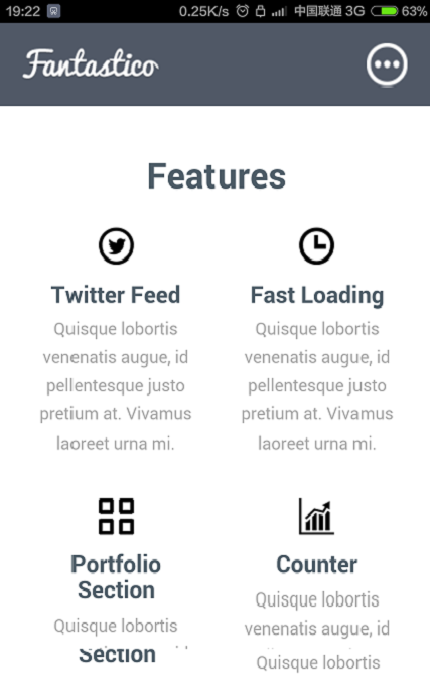 19:22 0.25K/s 中国联通 3G 63%
Fantastico
Features
Twitter Feed
Quisque lobortis
venenatis augue, id
pellentesque justo
pretium at. Vivamus
laoreet urna mi.
Fast Loading
Quisque lobortis
venenatis augue, id
pellentesque justo
pretium at. Vivamus
laoreet urna mi.
Portfolio
Section
Quisque lobortis
Section
Counter
Quisque lobortis
venenatis augue, id
Quisque lobortis